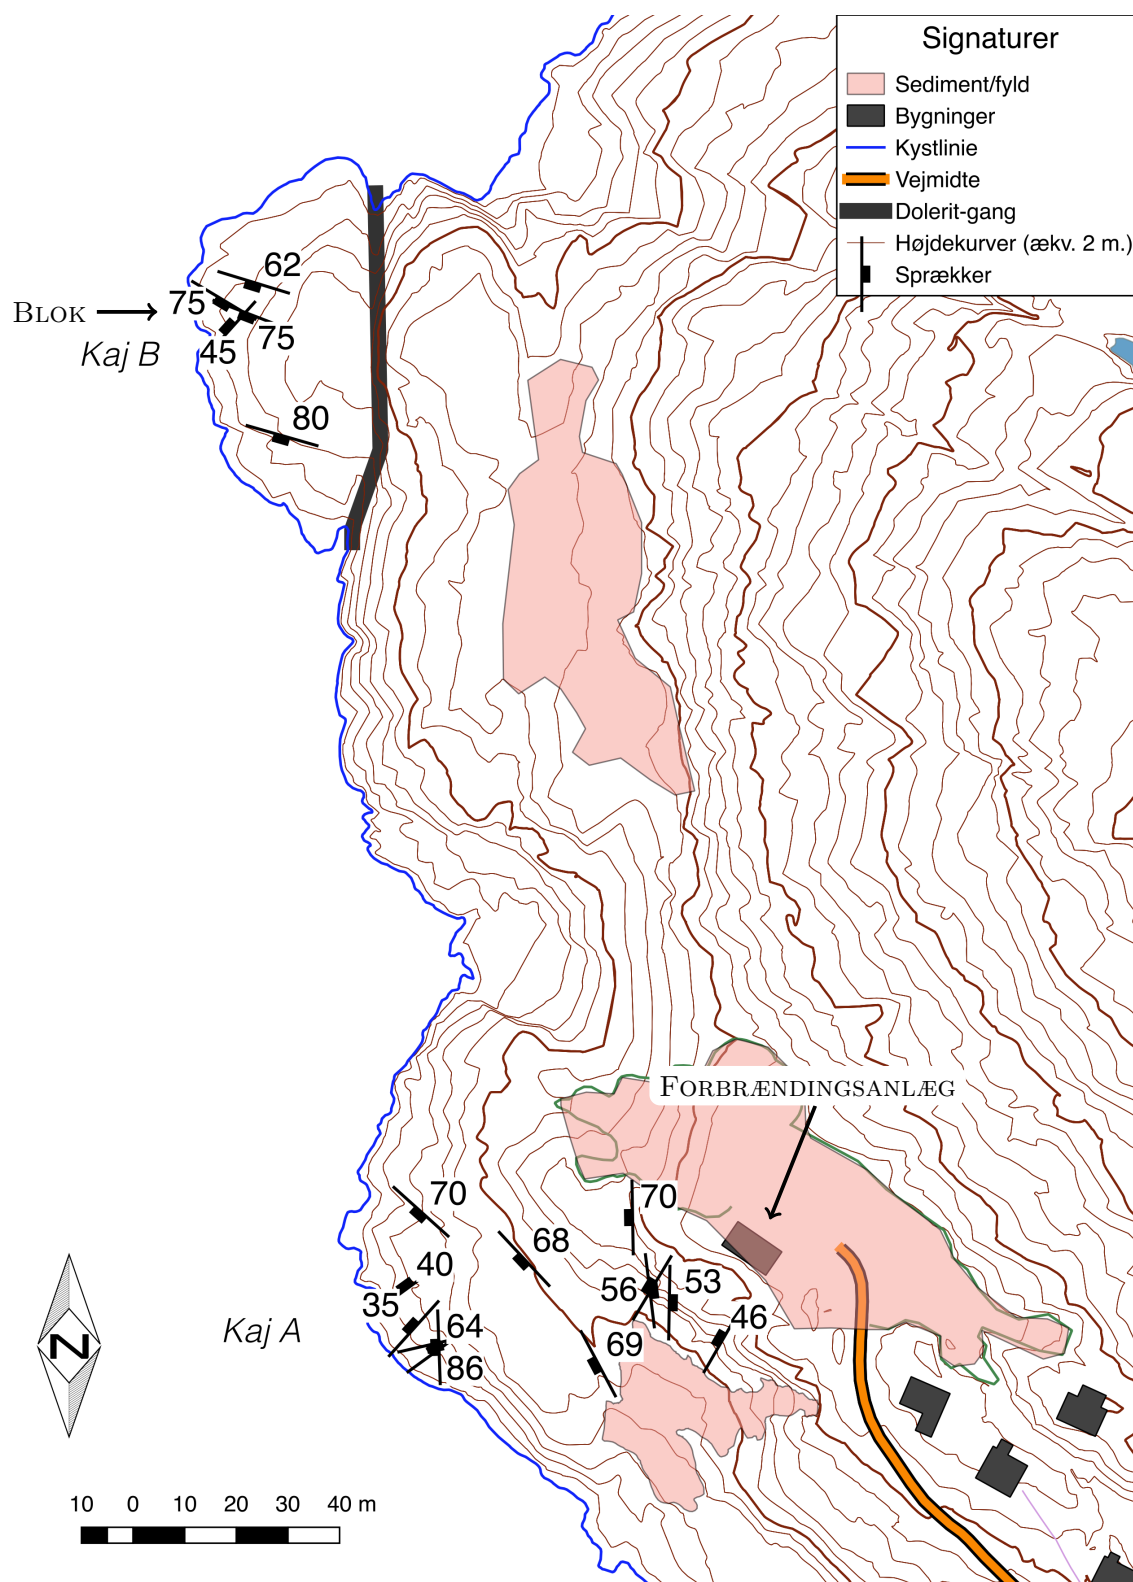 Signaturer
Sediment/fyld
Bygninger
Kystlinie
Vejmidte
Dolerit-gang
Højdekurver (ækv. 2 m.)
Sprækker
62
75
BLOK
75
45
Kaj B
80
FORBRÆNDINGSANLÆG
70
70
68
40
56
53
35
46
64
Kaj A
69
86
N
10 0 10 20 30 40 m